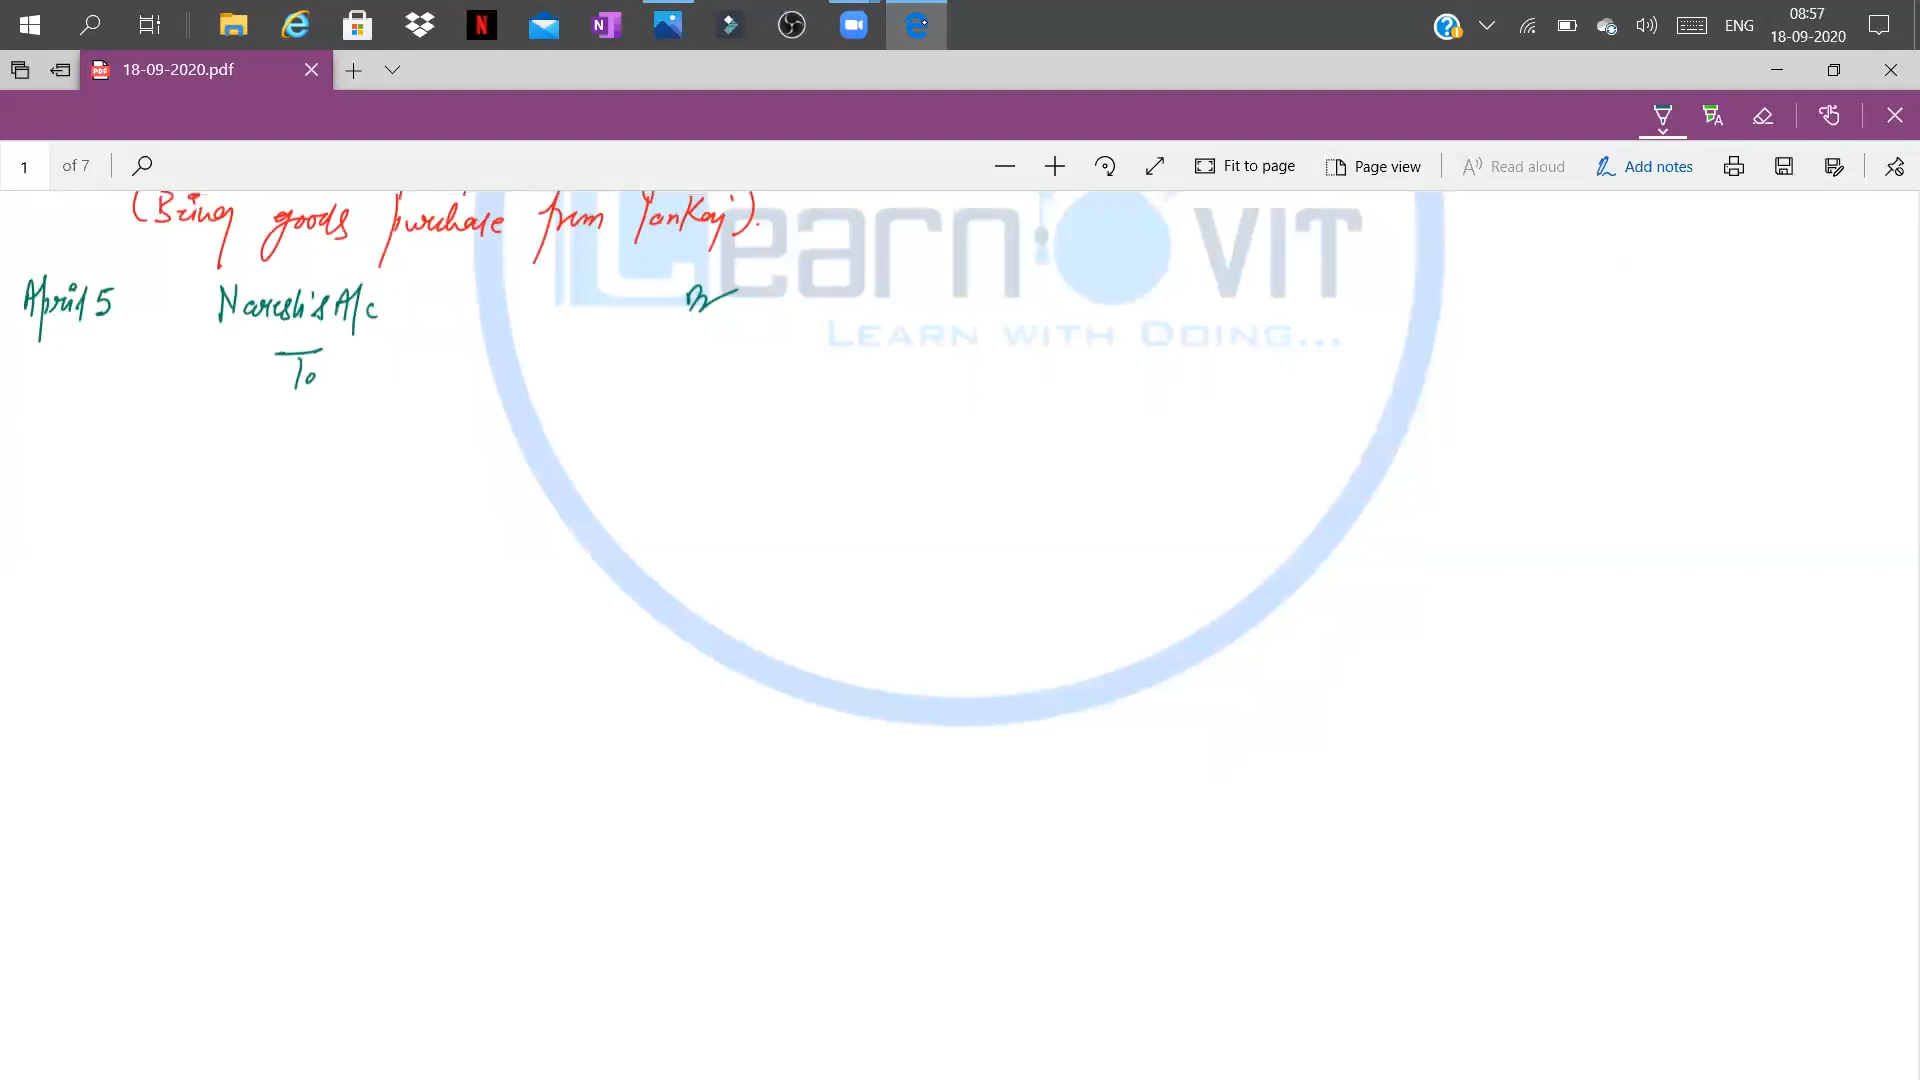 08:57
ENG
18-09-2020
18-09-2020.pdf
1 of 7
Fit to page
Page view
Read aloud
Add notes
(Being goods purchase from Pankaj).
Learn VIT
LEARN WITH DOING...
April 5 Naresh's A/c Dr
To